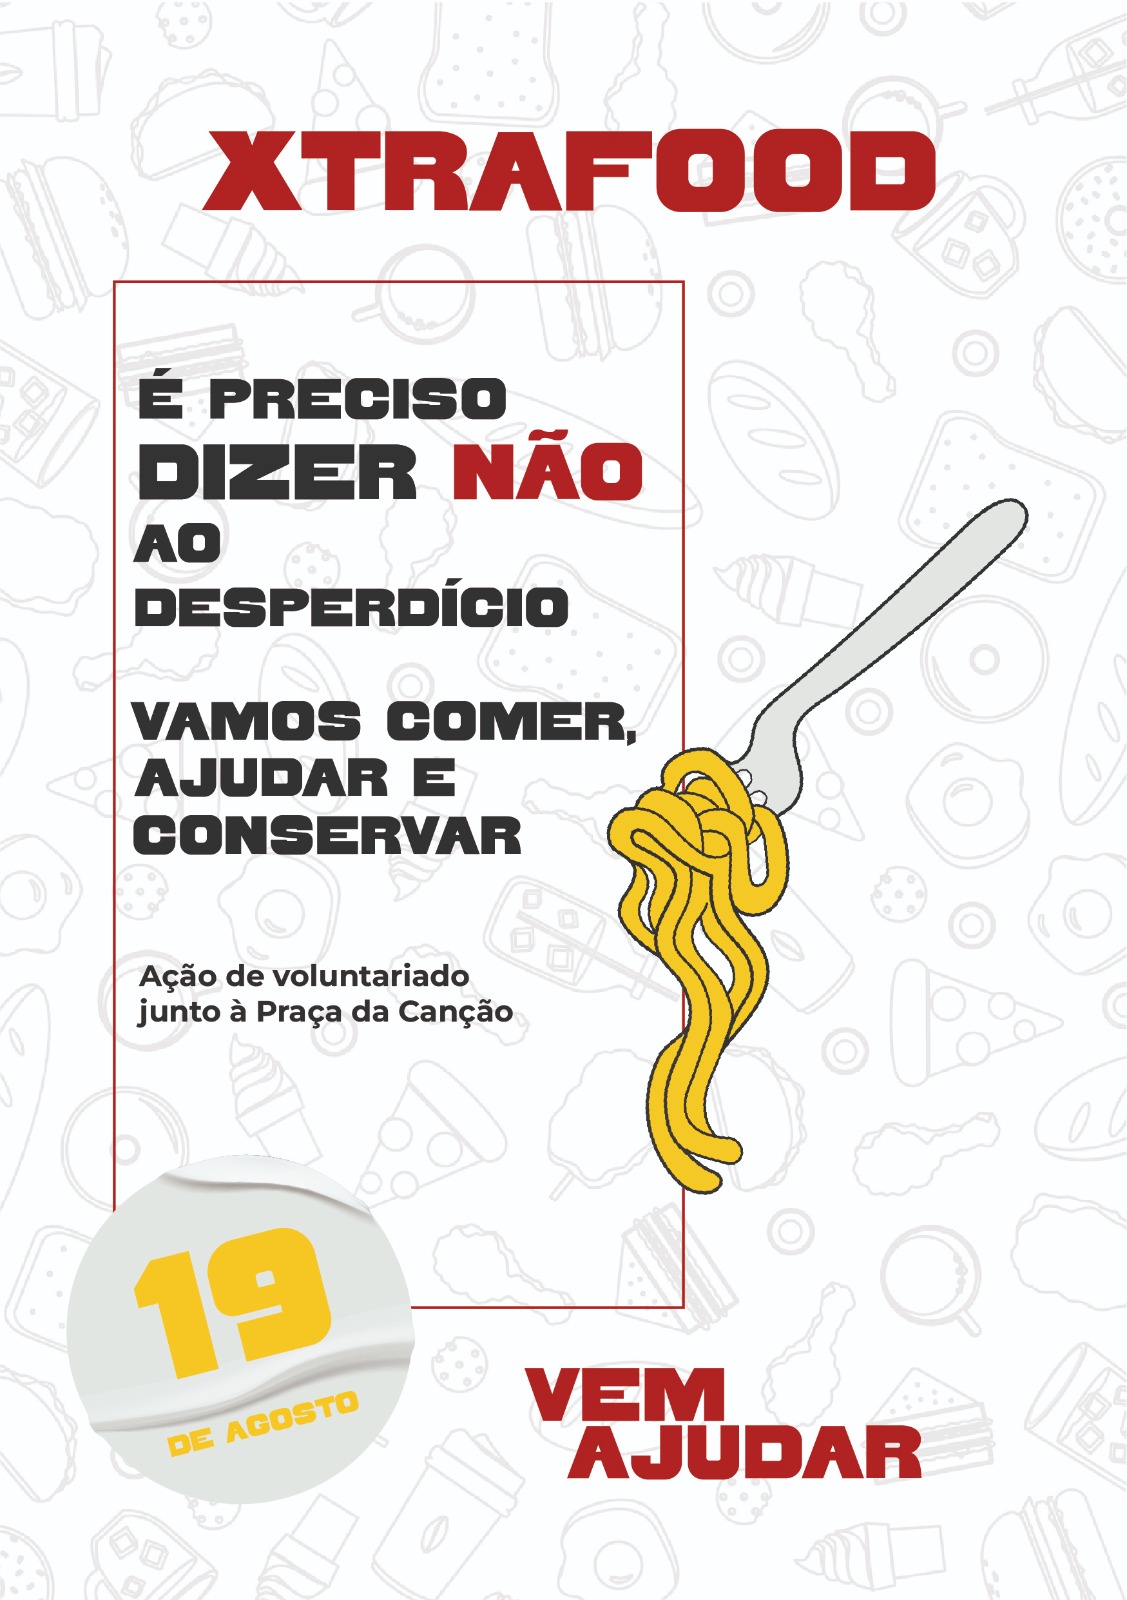 XTRAFOOD
É PRECISO
DIZER NÃO
AO
DESPERDÍCIO
VAMOS COMER,
AJUDAR E
CONSERVAR
Ação de voluntariado
junto à Praça da Canção
19
DE AGOSTO
VEM
AJUDAR